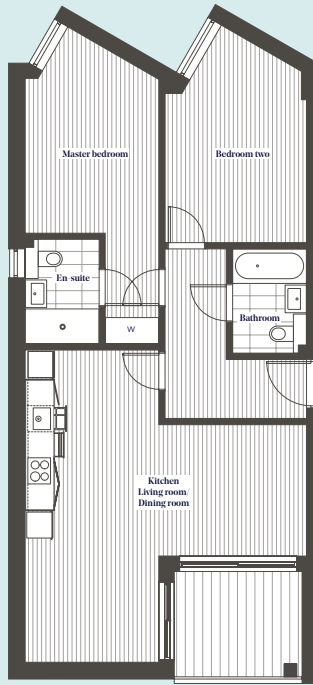 Master bedroom
Bedroom two
En-suite
Bathroom
W
Kitchen
Living room/
Dining room